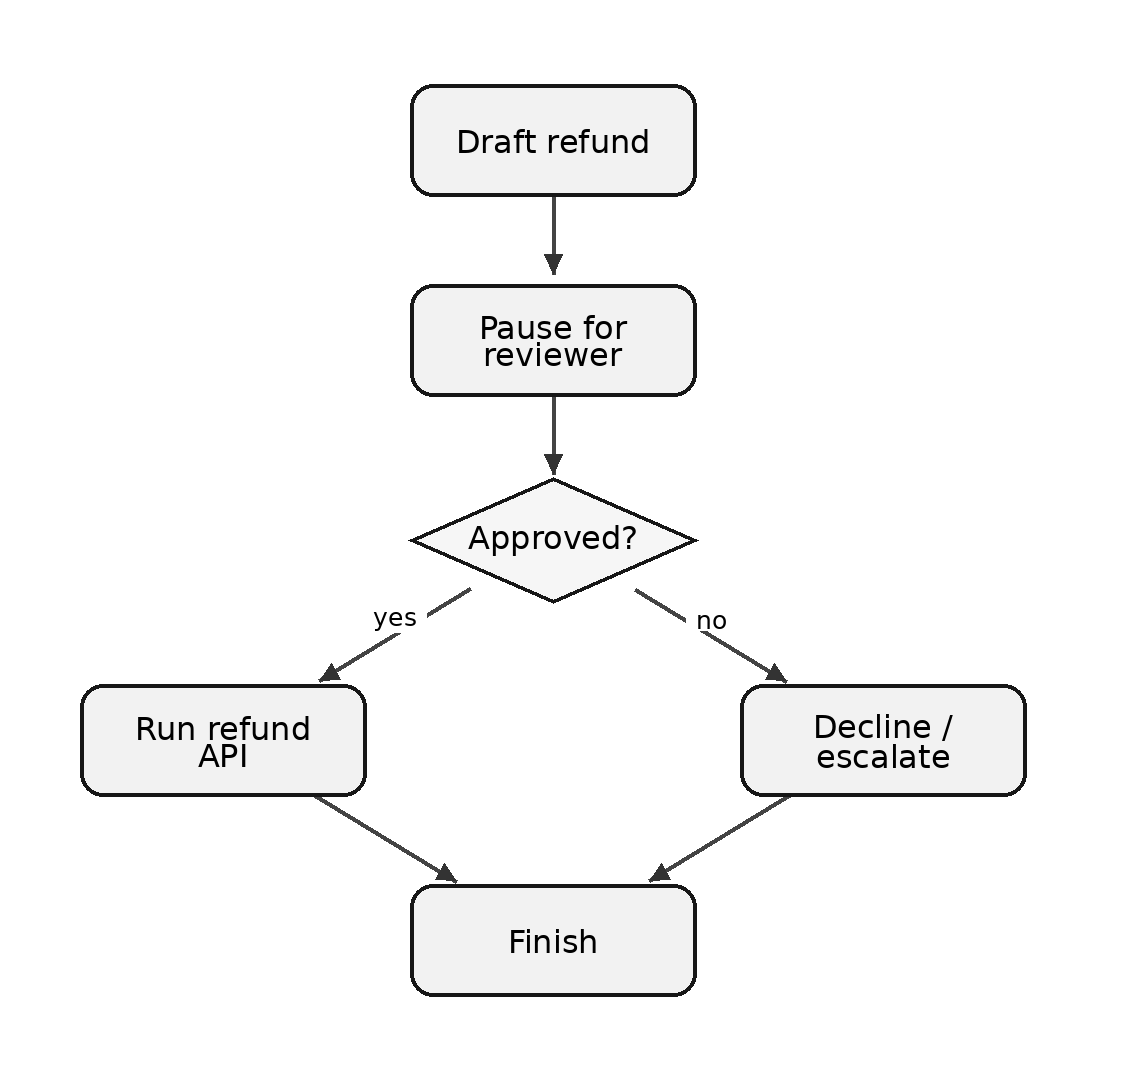 Draft refund
Pause for
reviewer
Approved?
yes
no
Run refund
API
Decline /
escalate
Finish